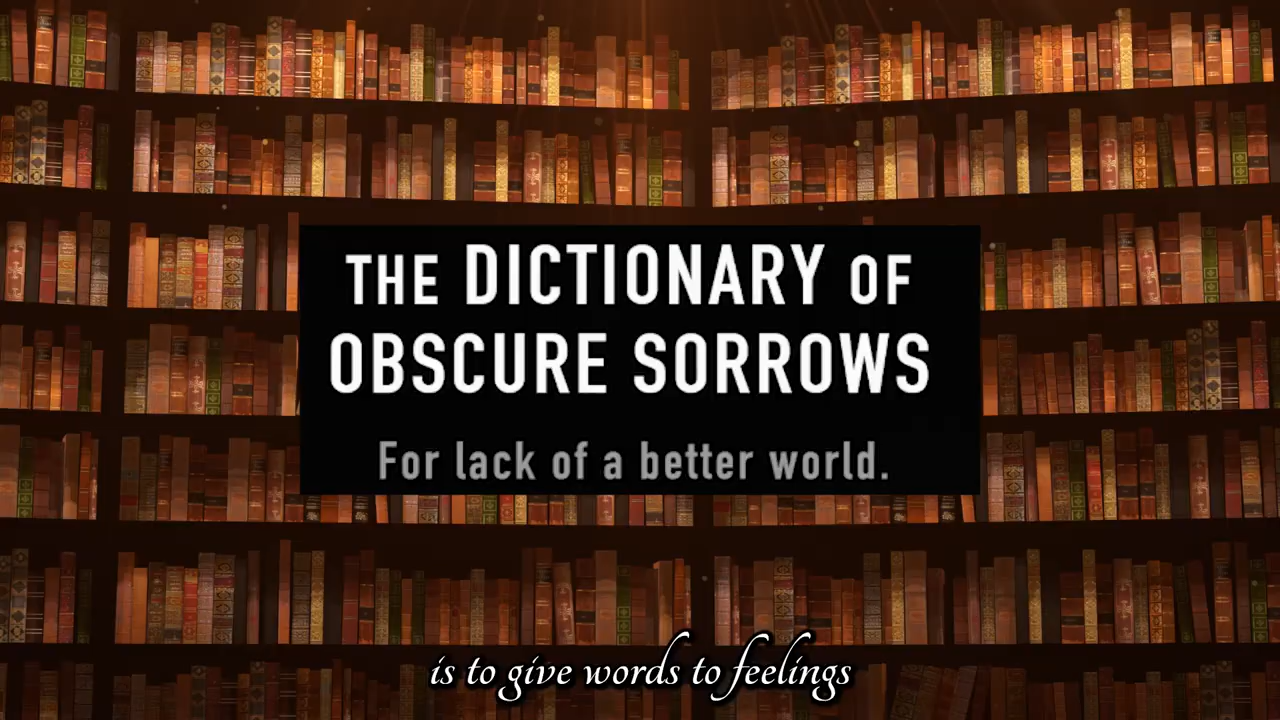 THE DICTIONARY OF
OBSCURE SORROWS
For lack of a better world.
is to give words to feelings